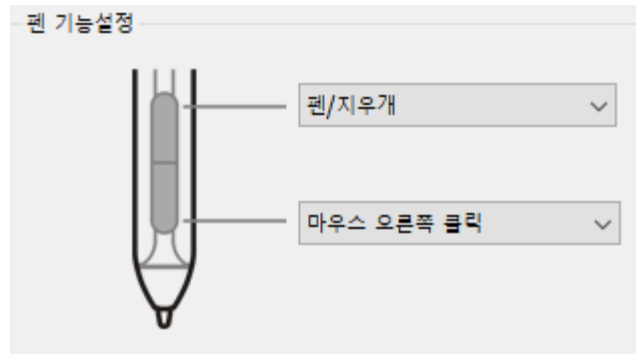 펜 기능설정
펜/지우개
마우스 오른쪽 클릭